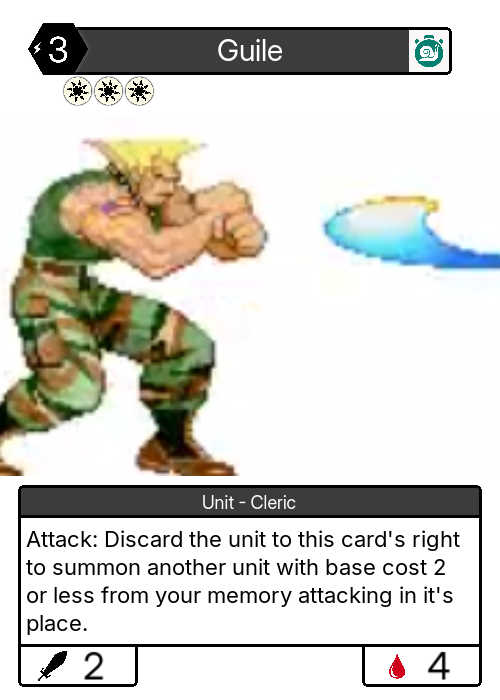 3
Guile
Unit - Cleric
Attack: Discard the unit to this card's right
to summon another unit with base cost 2
or less from your memory attacking in it's
place.
2
4